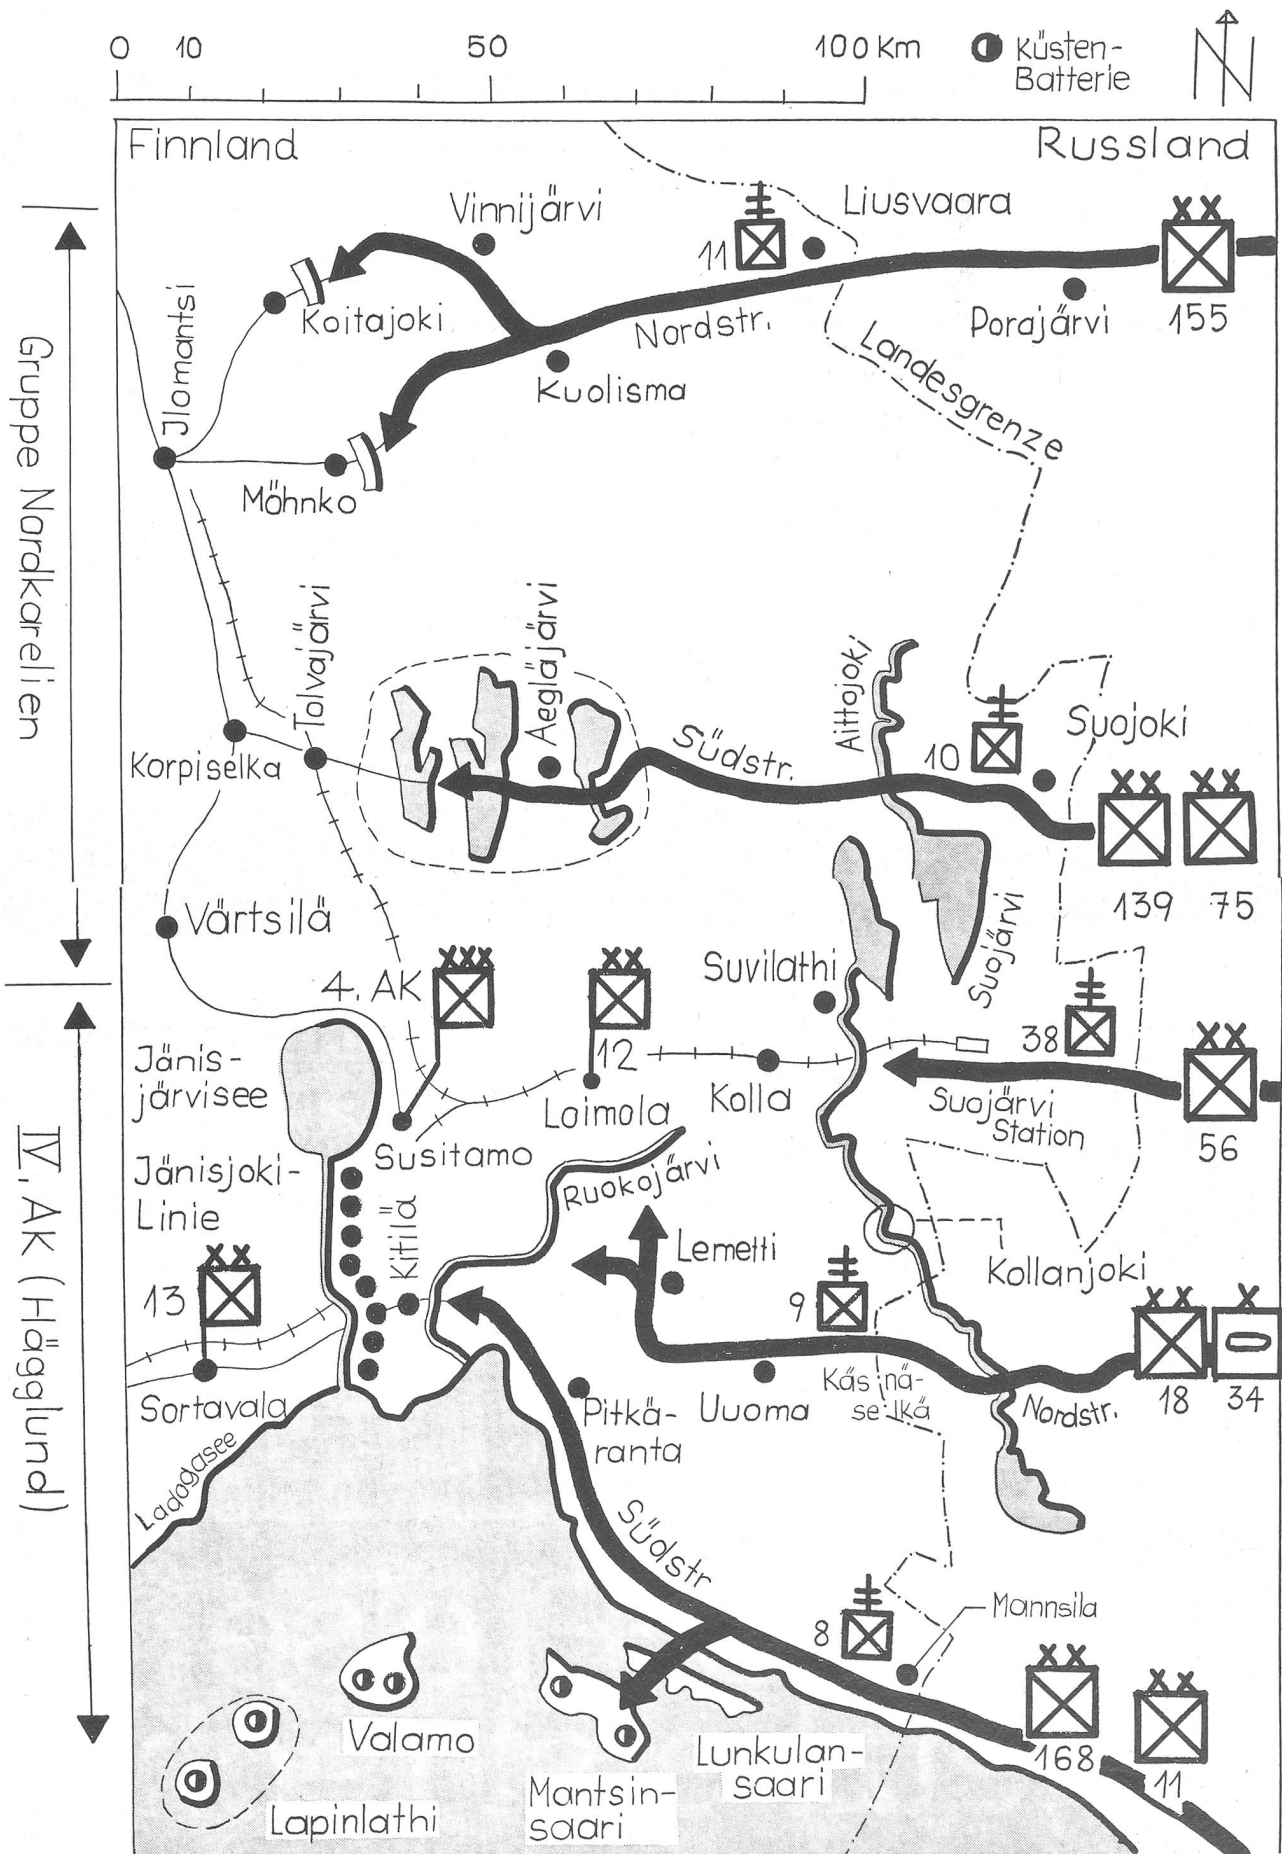 0 10 50 100 Km
Küsten-
Batterie
N
Finnland
Russland
Vinnijärvi
Liusvaara
11
155
Koitajoki
Nordstr.
Porajärvi
Jlomantsi
Kuolisma
Landesgrenze
Möhnko
Gruppe Nordkarelien
Tolvajärvi
Aegläjärvi
Aittojoki
Südstr.
10
Suojoki
Korpiselka
139
75
Värtsilä
Suojärvi
4. AK
12
Suvilathi
38
Jänis-
järvisee
Loimola
Kolla
Suojärvi
Station
56
Susitamo
Jänisjoki-
Linie
Ruokojärvi
Kitilä
Lemetti
Kollanjoki
13
9
18
34
IV. AK (Hägglund)
Sortavala
Pitkä-
ranta
Uuoma
Käsnä-
selkä
Nordstr.
Ladogasee
Südstr
8
Mannsila
168
11
Valamo
Lunkulan-
saari
Mantsin-
saari
Lapinlathi